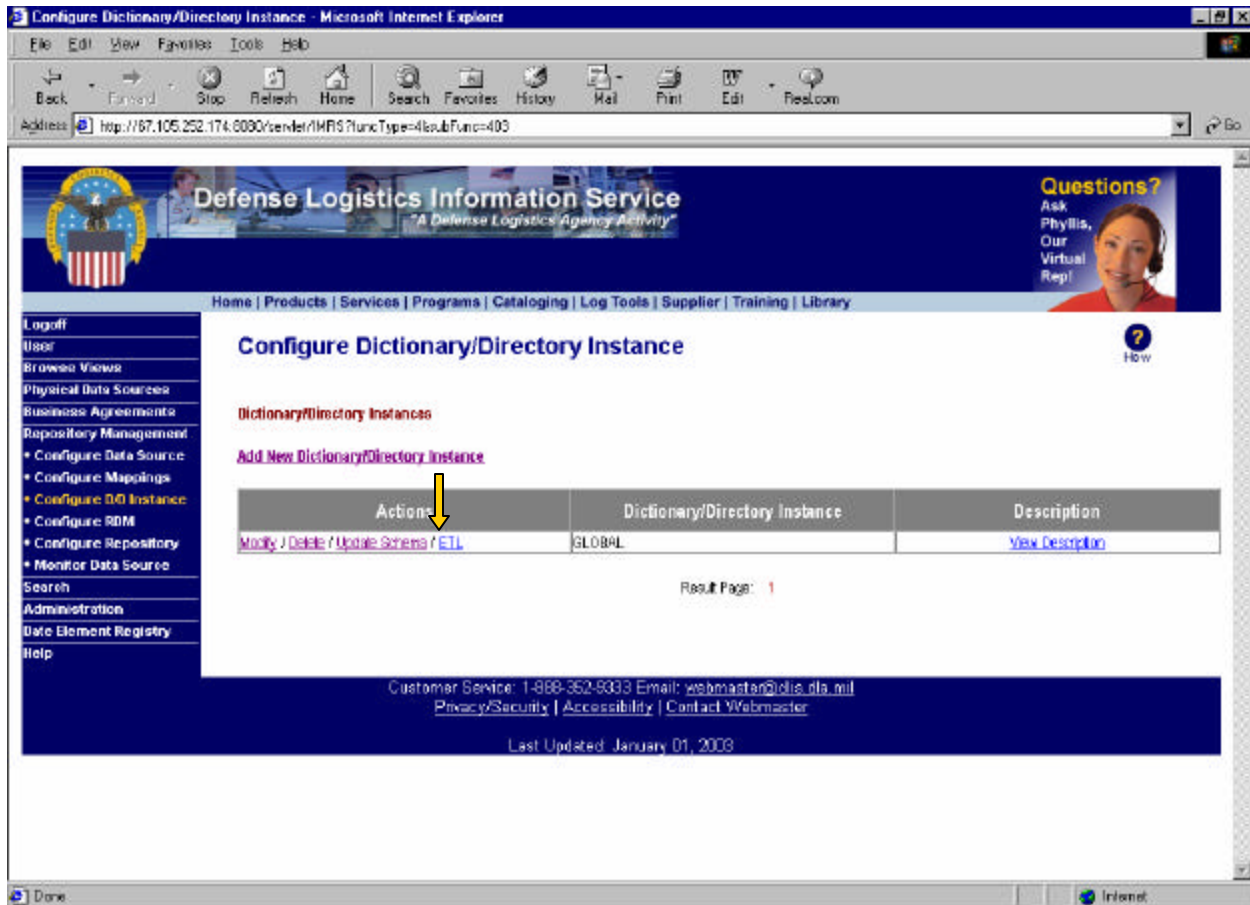 Configure Dictionary/Directory Instance - Microsoft Internet Explorer
File Edit View Favorites Tools Help
Back Forward Stop Refresh Home Search Favorites History Mail Print Edit Real.com
Address http://67.105.252.174:8080/servlet/IMRS?funcType=4&subFunc=403 Go
Defense Logistics Information Service
"A Defense Logistics Agency Activity"
Questions?
Ask
Phyllis,
Our
Virtual
Rep!
Home | Products | Services | Programs | Cataloging | Log Tools | Supplier | Training | Library
Logoff
User
Browse Views
Physical Data Sources
Business Agreements
Repository Management
• Configure Data Source
• Configure Mappings
• Configure D/D Instance
• Configure RDM
• Configure Repository
• Monitor Data Source
Search
Administration
Date Element Registry
Help
Configure Dictionary/Directory Instance
? How
Dictionary/Directory Instances
Add New Dictionary/Directory Instance
Actions Dictionary/Directory Instance Description
Modify / Delete / Update Schema / ETL GLOBAL View Description
Result Page: 1
Customer Service: 1-888-352-9333 Email: webmaster@dlis.dla.mil
Privacy/Security | Accessibility | Contact Webmaster
Last Updated: January 01, 2003
Done Internet